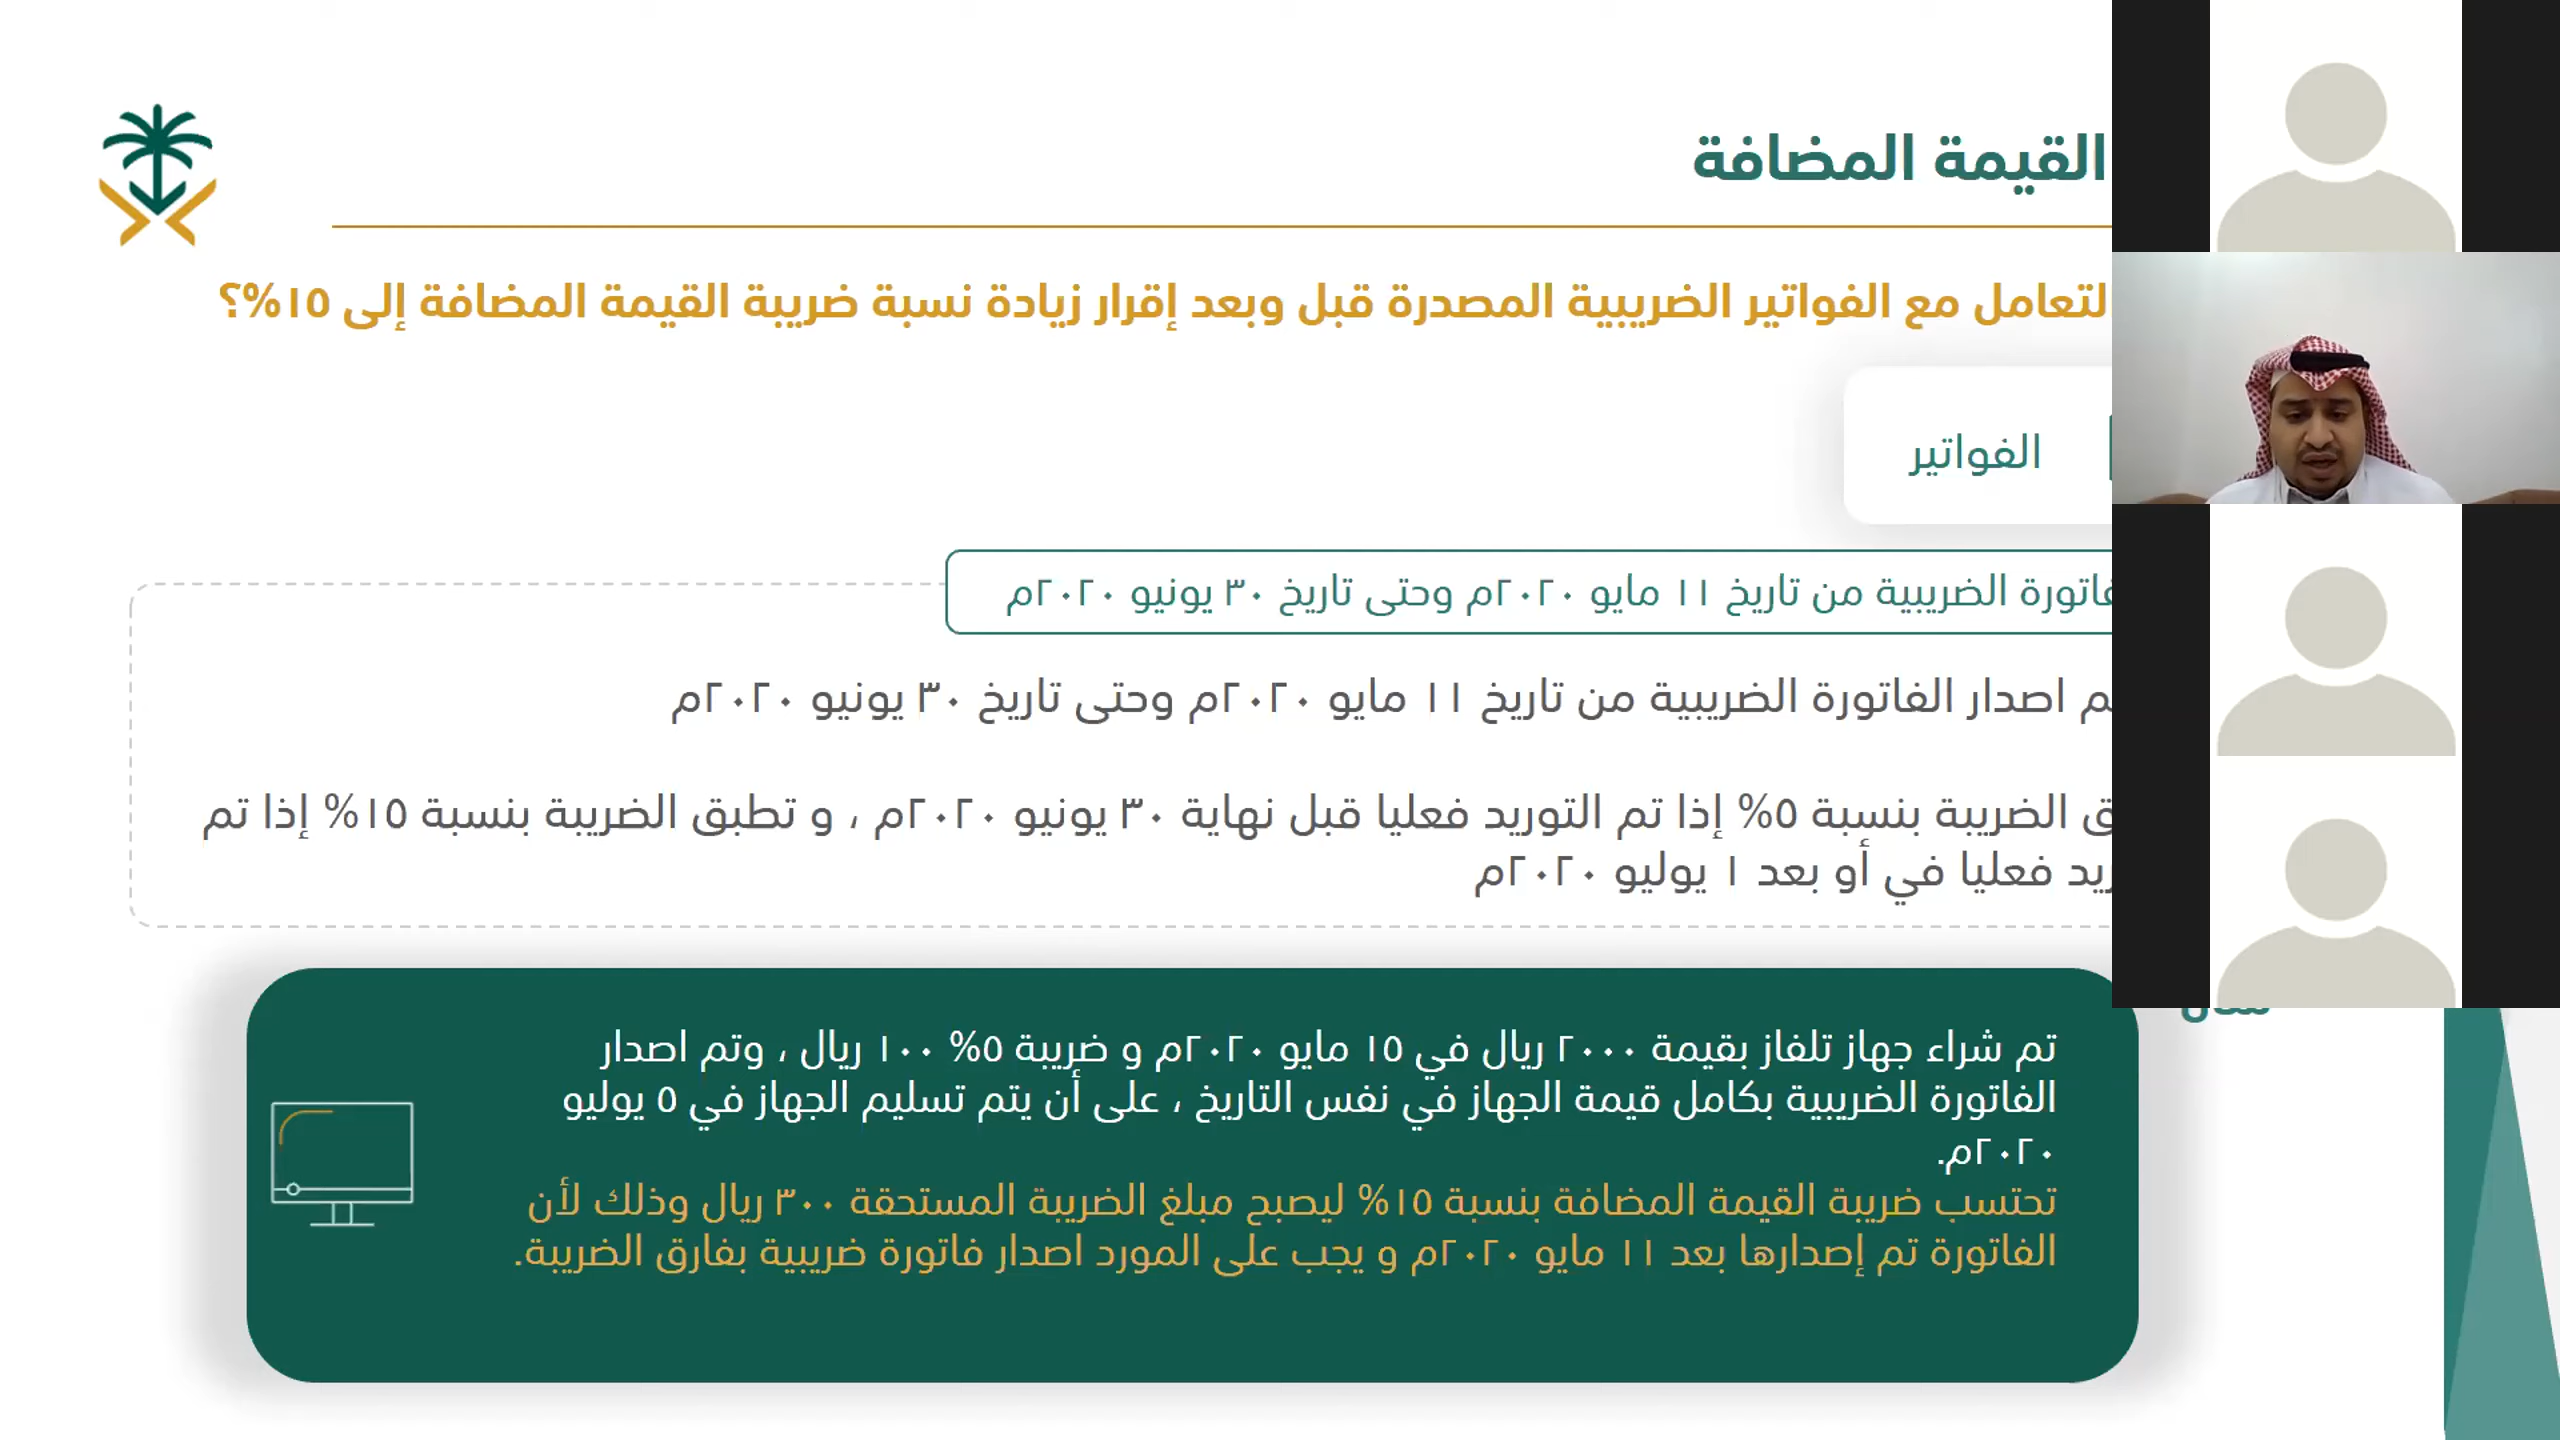 القيمة المضافة
لتعامل مع الفواتير الضريبية المصدرة قبل وبعد إقرار زيادة نسبة ضريبة القيمة المضافة إلى ١٥%؟
الفواتير
الضريبية من تاريخ ١١ مايو ٢٠٢٠م وحتى تاريخ ٣٠ يونيو ٢٠٢٠م
اصدار الفاتورة الضريبية من تاريخ ١١ مايو ٢٠٢٠م وحتى تاريخ ٣٠ يونيو ٢٠٢٠م
الضريبة بنسبة ٥% إذا تم التوريد فعليا قبل نهاية ٣٠ يونيو ٢٠٢٠م ، و تطبق الضريبة بنسبة ١٥% إذا تم
فعليا في أو بعد ١ يوليو ٢٠٢٠م
تم شراء جهاز تلفاز بقيمة ٢٠٠٠ ريال في ١٥ مايو ٢٠٢٠م و ضريبة ٥% ١٠٠ ريال ، وتم اصدار
الفاتورة الضريبية بكامل قيمة الجهاز في نفس التاريخ ، على أن يتم تسليم الجهاز في ٥ يوليو
٢٠٢٠م.
تحتسب ضريبة القيمة المضافة بنسبة ١٥% ليصبح مبلغ الضريبة المستحقة ٣٠٠ ريال وذلك لأن
الفاتورة تم إصدارها بعد ١١ مايو ٢٠٢٠م و يجب على المورد اصدار فاتورة ضريبية بفارق الضريبة.